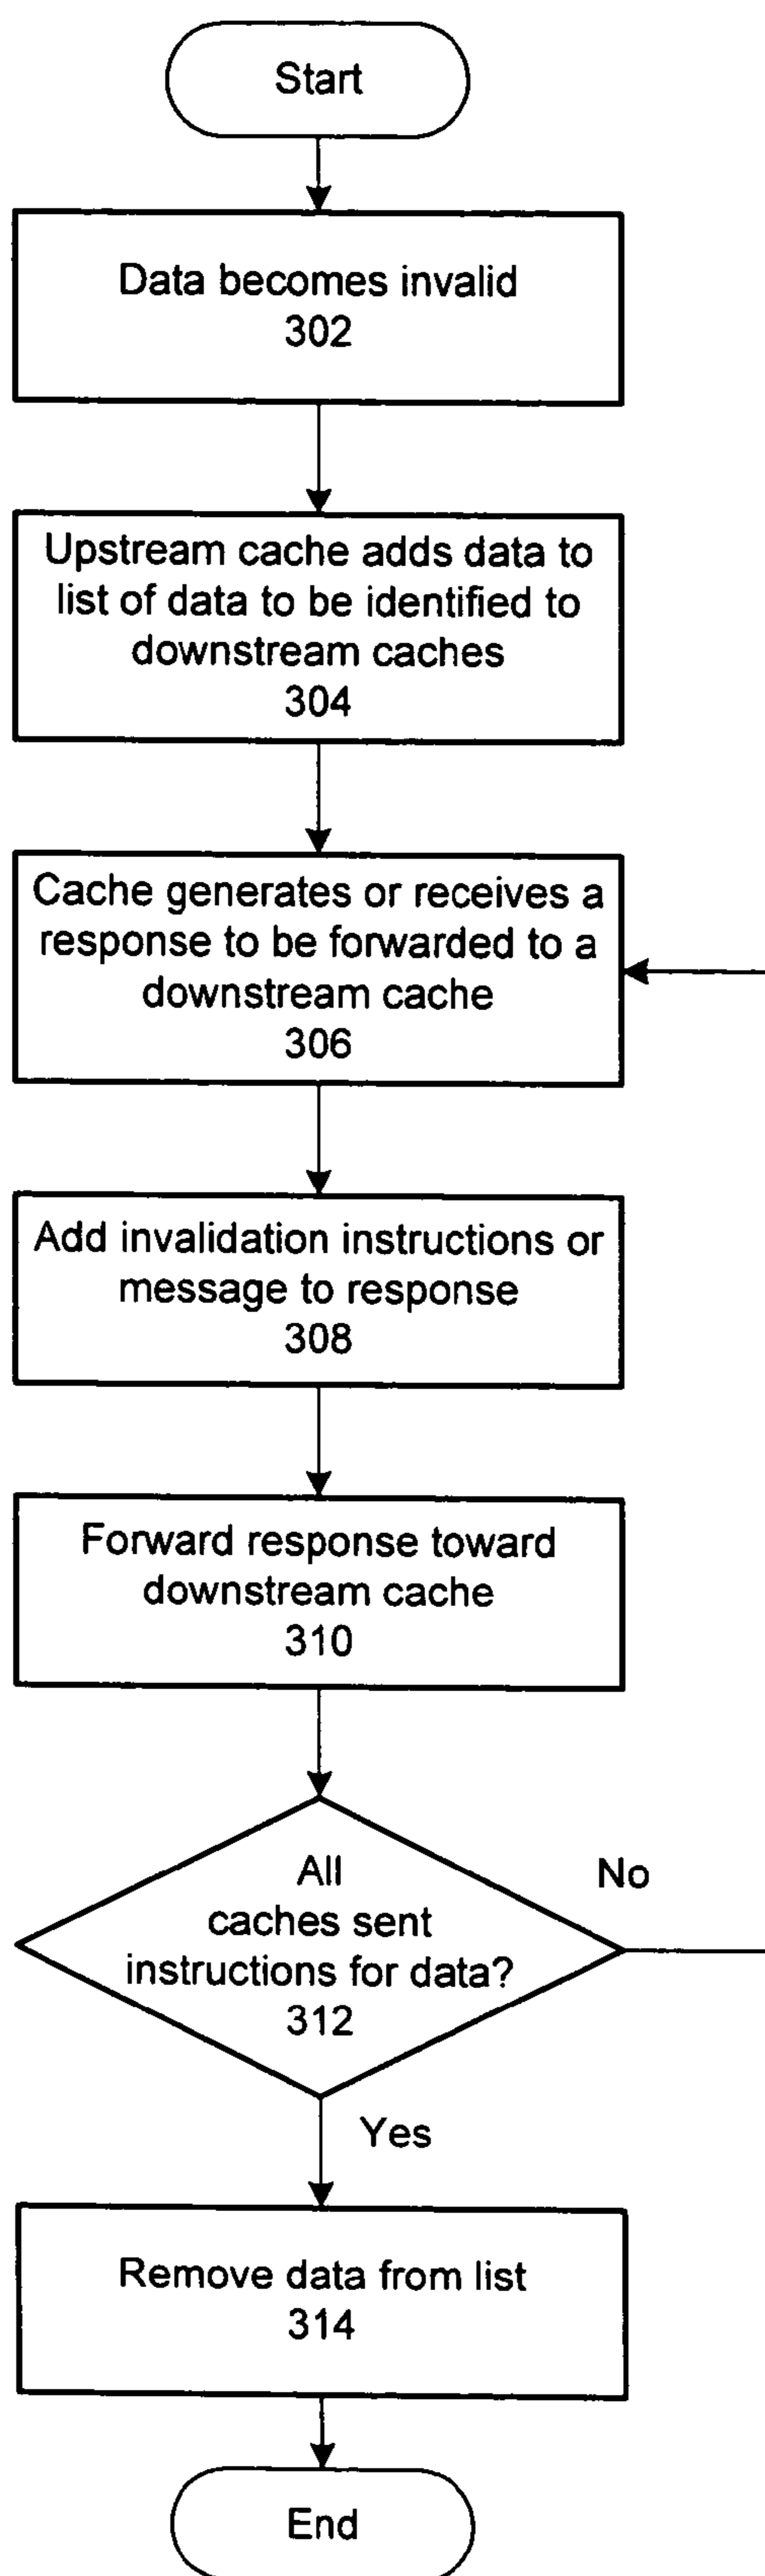 Start
Data becomes invalid
302
Upstream cache adds data to
list of data to be identified to
downstream caches
304
Cache generates or receives a
response to be forwarded to a
downstream cache
306
Add invalidation instructions or
message to response
308
Forward response toward
downstream cache
310
All
caches sent
instructions for data?
312
No
Yes
Remove data from list
314
End